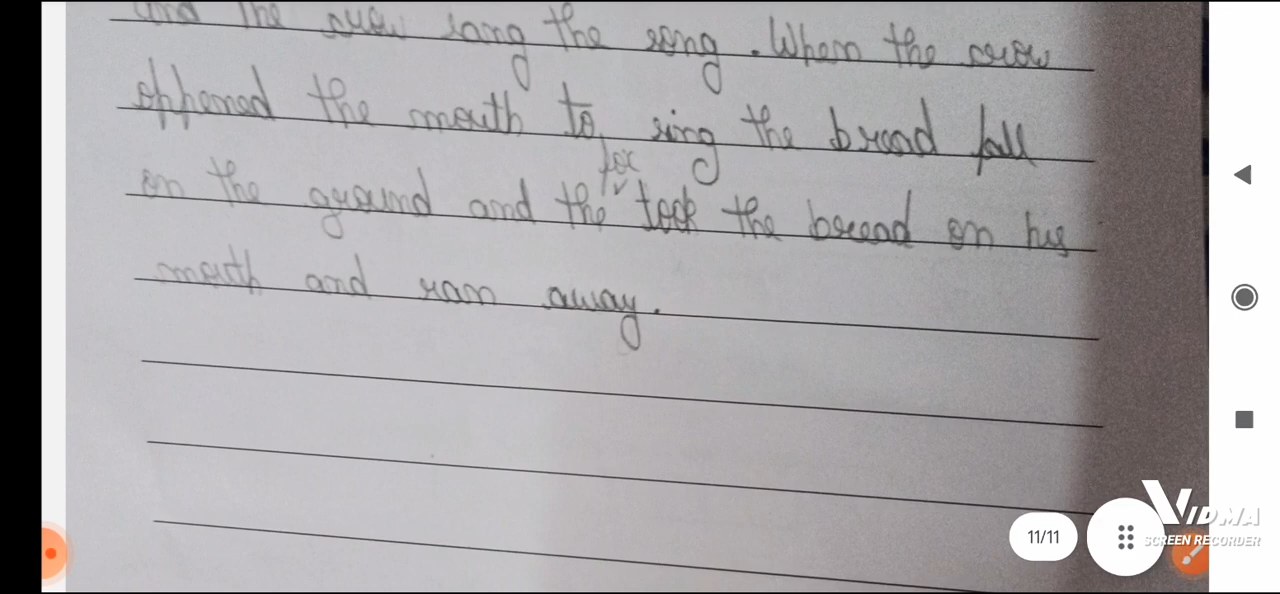 and the crow sang the song. When the crow
oppened the mouth to sing the bread fall
on the ground and the fox took the bread on his
mouth and ran away.
11/11
VIDMA
SCREEN RECORDER